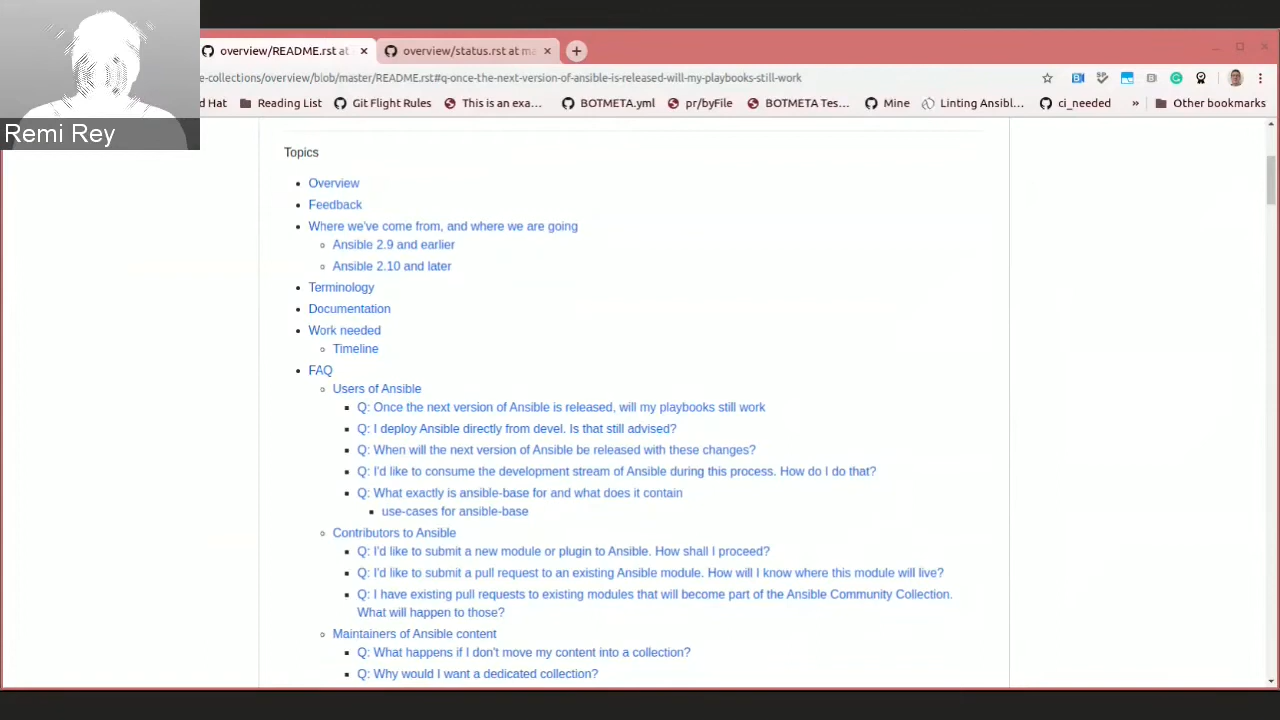 overview/README.rst at
overview/status.rst at ma
e-collections/overview/blob/master/README.rst#q-once-the-next-version-of-ansible-is-released-will-my-playbooks-still-work
d Hat
Reading List
Git Flight Rules
This is an exa...
BOTMETA.yml
pr/byFile
BOTMETA Tes...
Mine
Linting Ansibl...
ci_needed
»
Other bookmarks
Remi Rey
Topics
Overview
Feedback
Where we've come from, and where we are going
Ansible 2.9 and earlier
Ansible 2.10 and later
Terminology
Documentation
Work needed
Timeline
FAQ
Users of Ansible
Q: Once the next version of Ansible is released, will my playbooks still work
Q: I deploy Ansible directly from devel. Is that still advised?
Q: When will the next version of Ansible be released with these changes?
Q: I'd like to consume the development stream of Ansible during this process. How do I do that?
Q: What exactly is ansible-base for and what does it contain
use-cases for ansible-base
Contributors to Ansible
Q: I'd like to submit a new module or plugin to Ansible. How shall I proceed?
Q: I'd like to submit a pull request to an existing Ansible module. How will I know where this module will live?
Q: I have existing pull requests to existing modules that will become part of the Ansible Community Collection.
What will happen to those?
Maintainers of Ansible content
Q: What happens if I don't move my content into a collection?
Q: Why would I want a dedicated collection?